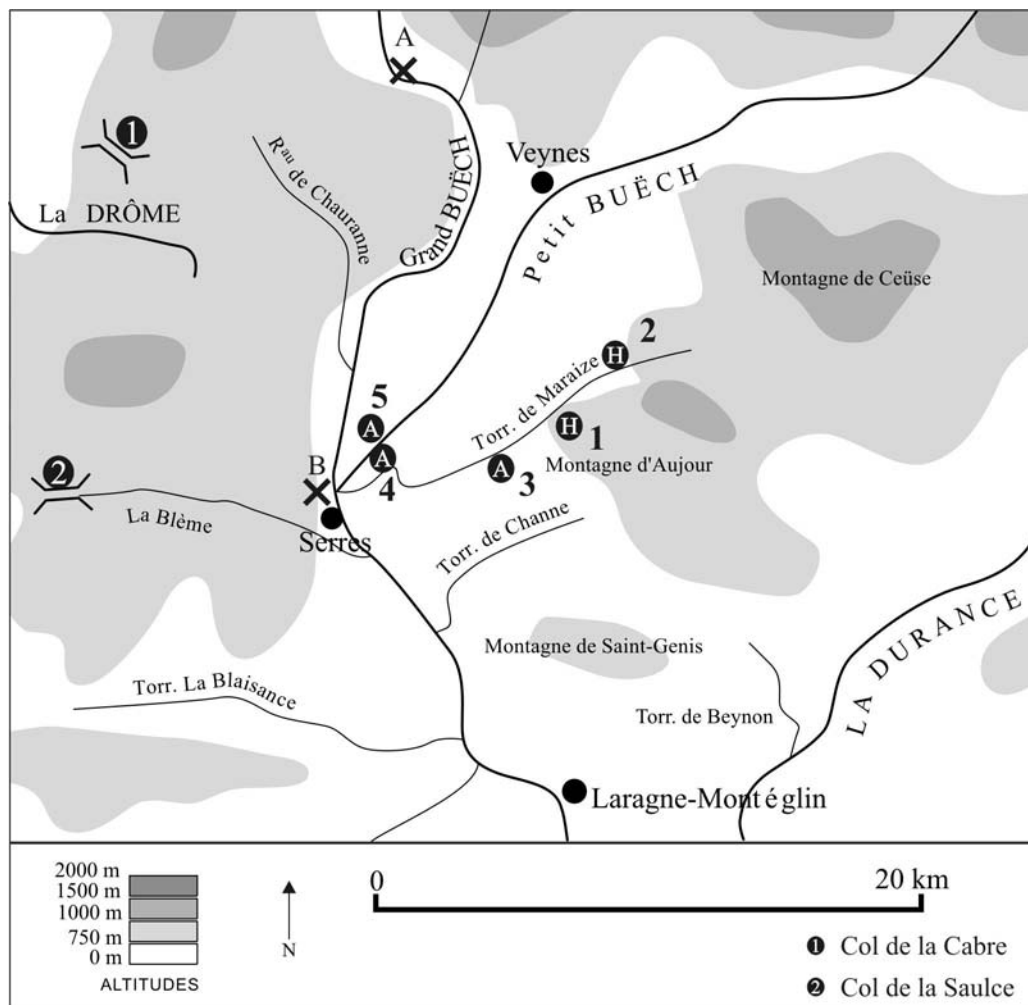 A
1
La DRÔME
Rau de Chauranne
Grand BUËCH
Veynes
Petit BUËCH
Montagne de Ceüse
2
H
Torr. de Maraize
5
A
H
1
A
4
A
3
Montagne d'Aujour
2
B
La Blème
Serres
Torr. de Channe
Montagne de Saint-Genis
LA DURANCE
Torr. La Blaisance
Torr. de Beynon
Laragne-Montéglin
2000 m
1500 m
1000 m
750 m
0 m
ALTITUDES
N
0 20 km
1 Col de la Cabre
2 Col de la Saulce